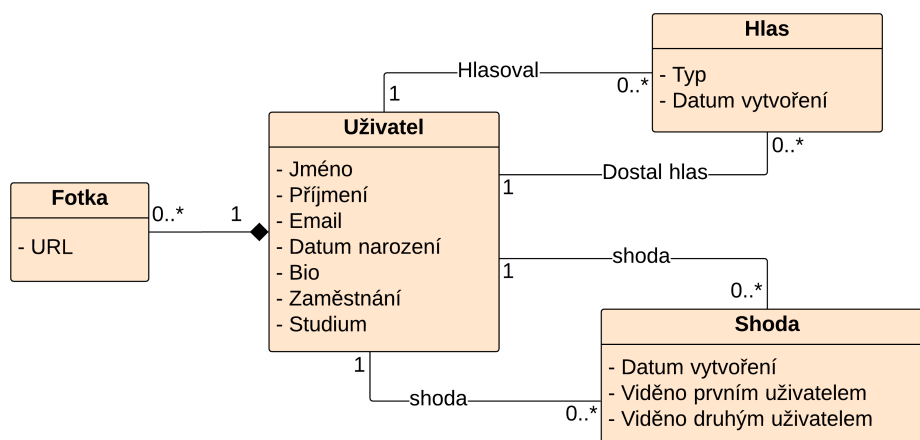 Hlas
- Typ
- Datum vytvoření
Hlasoval
1
0..*
Uživatel
- Jméno
- Příjmení
- Email
- Datum narození
- Bio
- Zaměstnání
- Studium
Dostal hlas
1
0..*
Fotka
- URL
0..*
1
shoda
1
0..*
Shoda
- Datum vytvoření
- Viděno prvním uživatelem
- Viděno druhým uživatelem
1
shoda
0..*